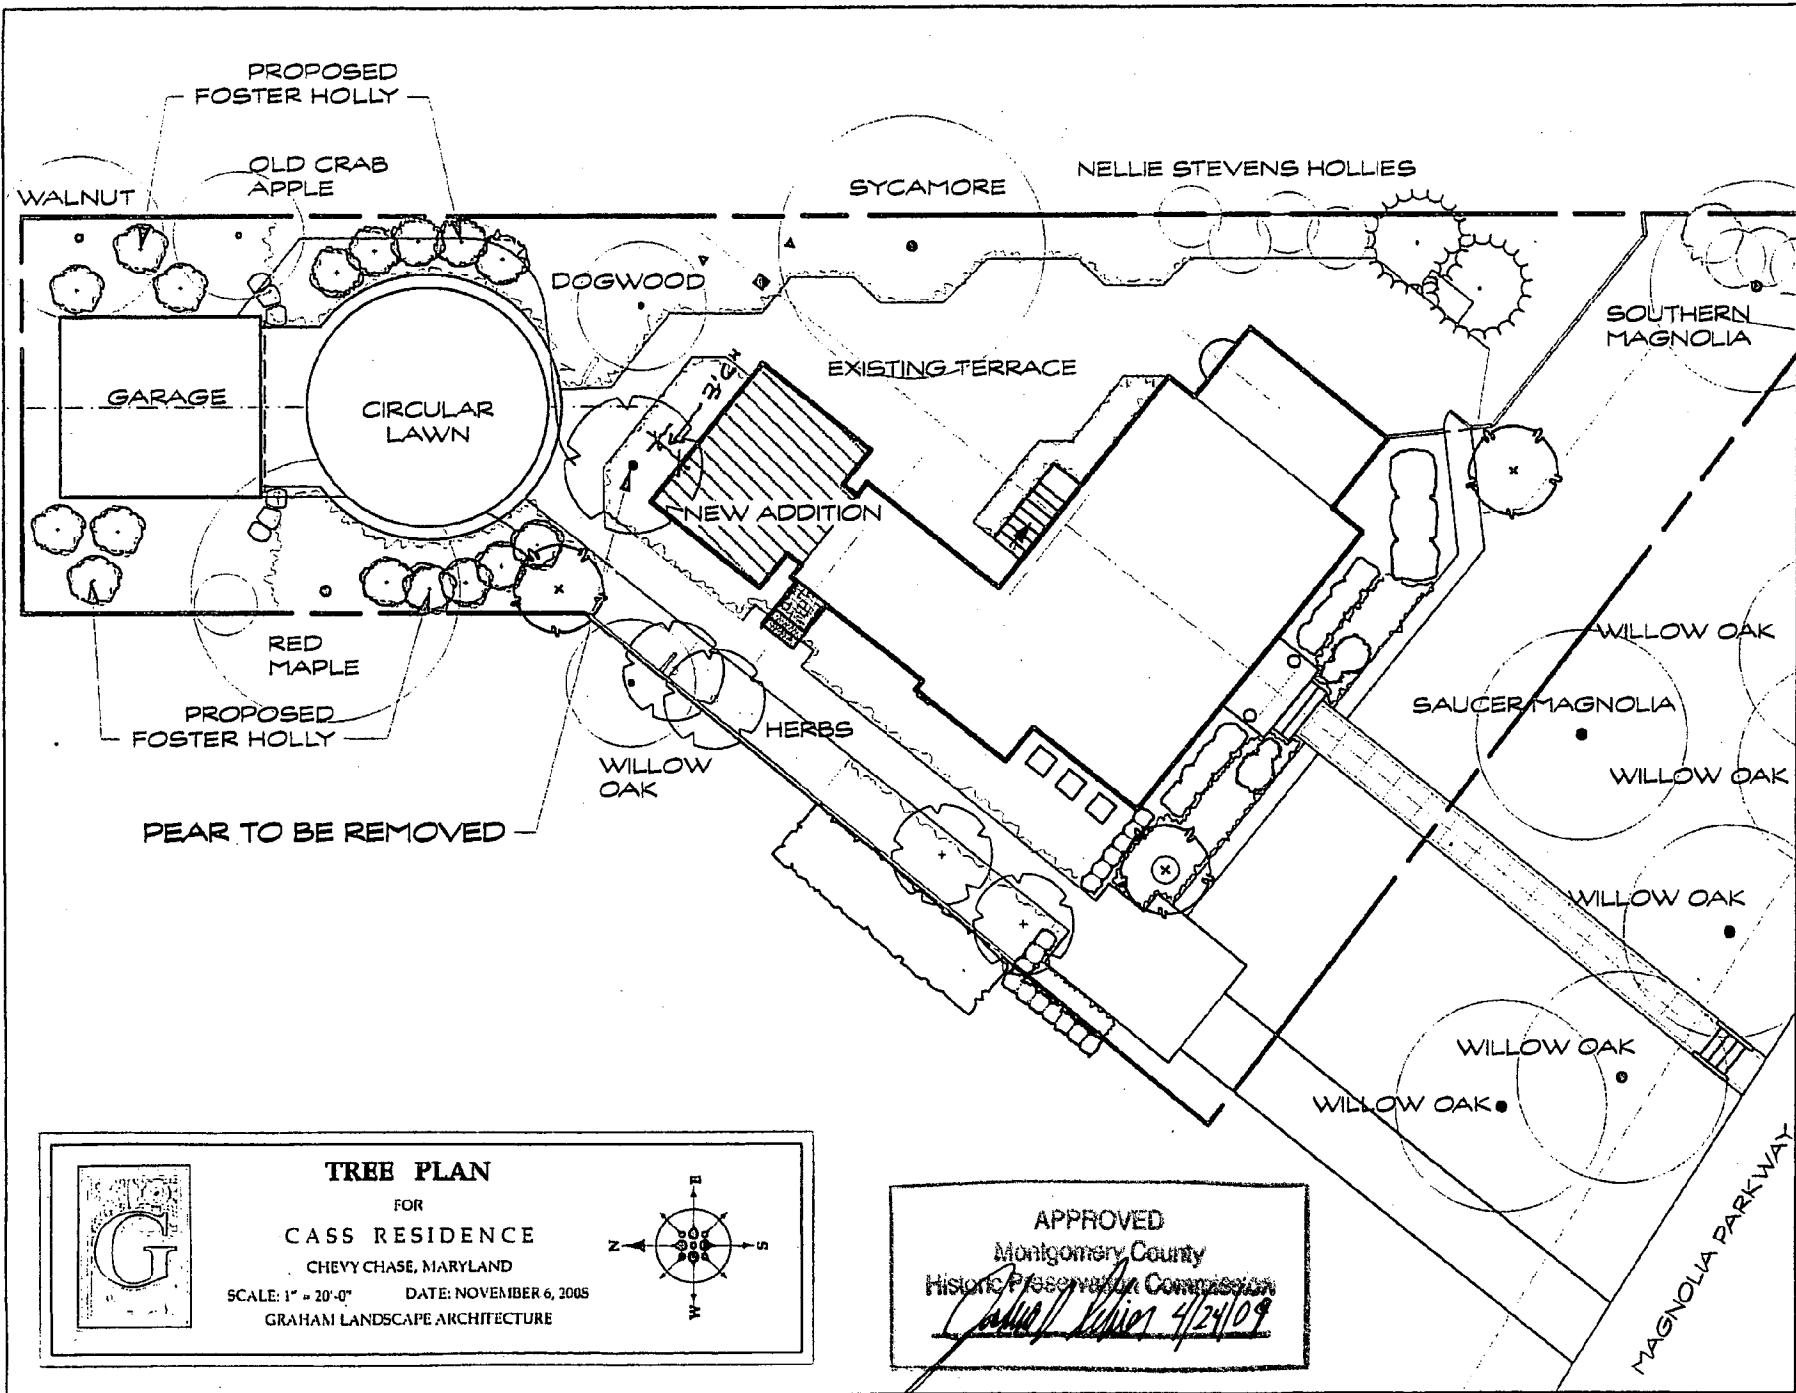 PROPOSED
FOSTER HOLLY
WALNUT
OLD CRAB
APPLE
SYCAMORE
NELLIE STEVENS HOLLIES
DOGWOOD
SOUTHERN
MAGNOLIA
EXISTING TERRACE
GARAGE
CIRCULAR
LAWN
NEW ADDITION
RED
MAPLE
PROPOSED
FOSTER HOLLY
HERBS
WILLOW
OAK
PEAR TO BE REMOVED
WILLOW OAK
SAUCER MAGNOLIA
WILLOW OAK
WILLOW OAK
WILLOW OAK
WILLOW OAK
MAGNOLIA PARKWAY
G
TREE PLAN
FOR
CASS RESIDENCE
CHEVY CHASE, MARYLAND
SCALE: 1" = 20'-0" DATE: NOVEMBER 6, 2008
GRAHAM LANDSCAPE ARCHITECTURE
E
N
S
W
APPROVED
Montgomery County
Historic Preservation Commission
4/24/09